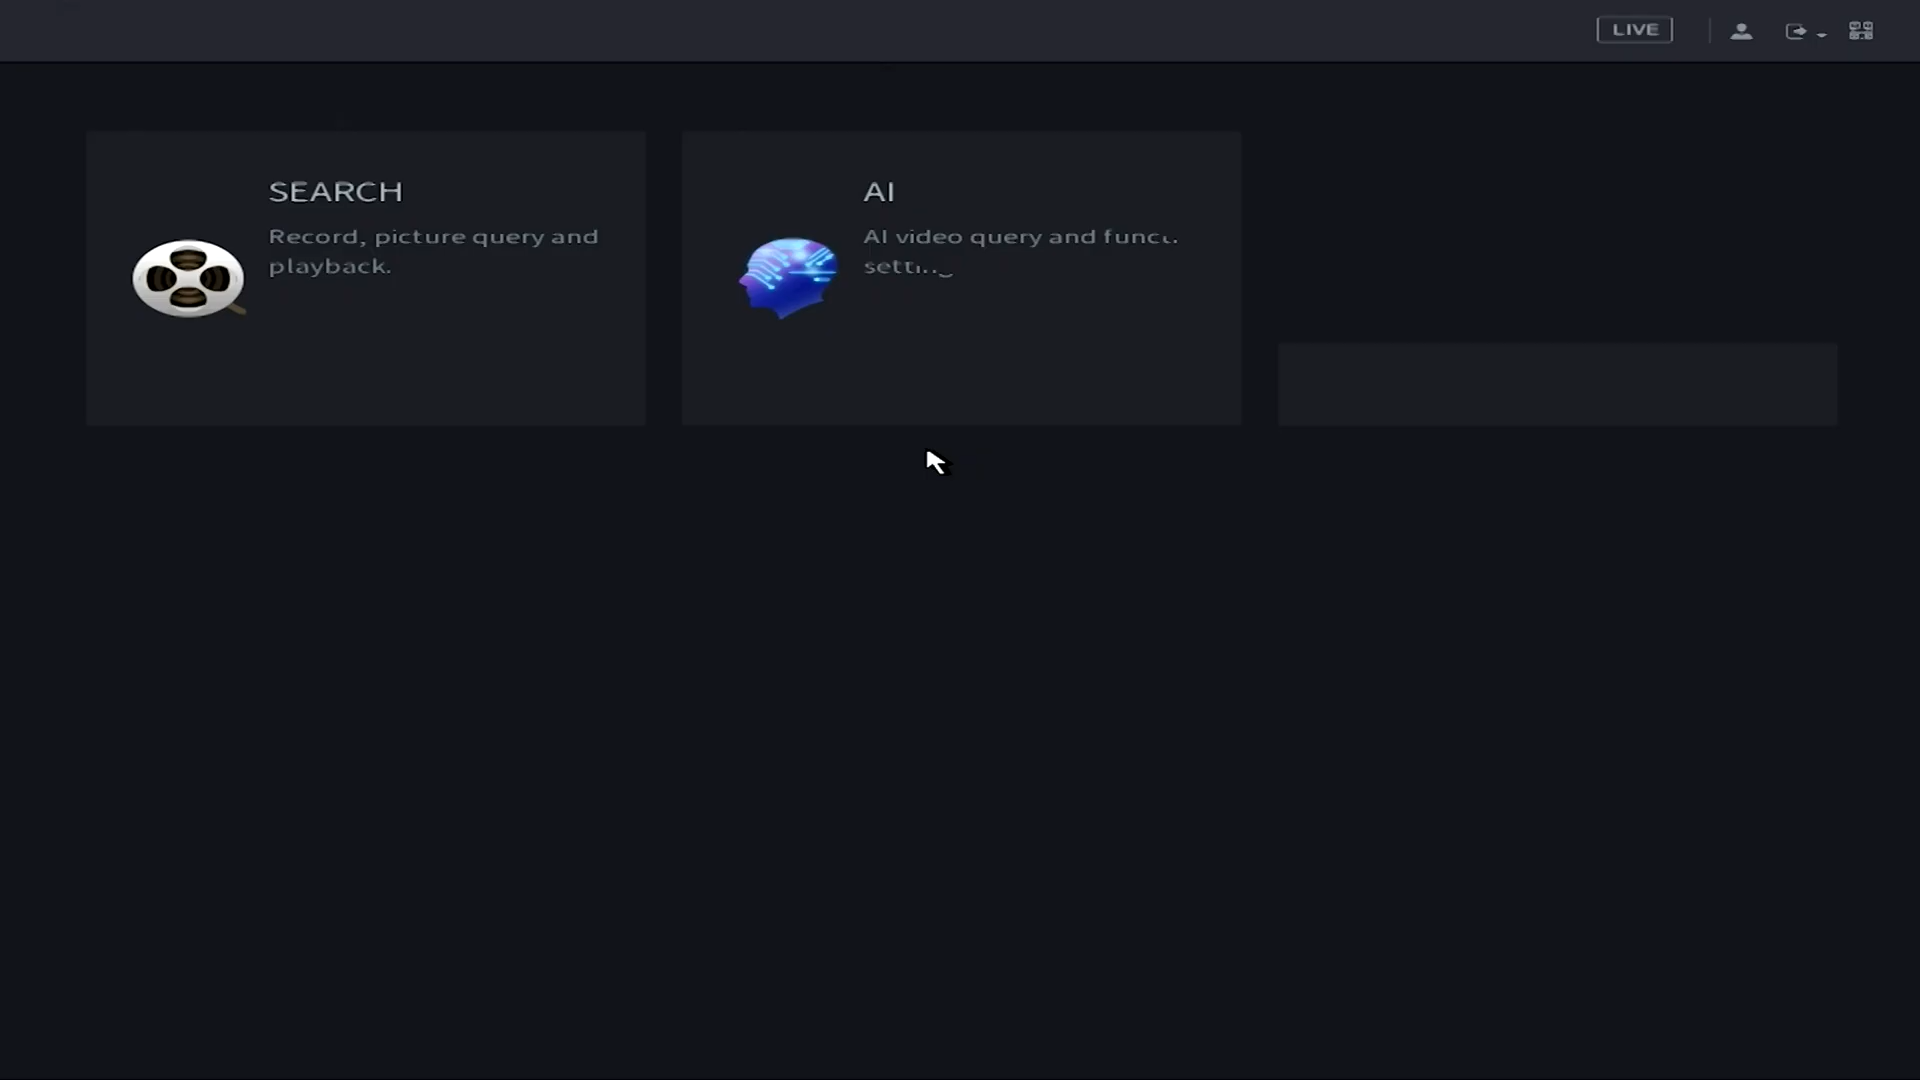 LIVE
SEARCH
Record, picture query and
playback.
AI
AI video query and